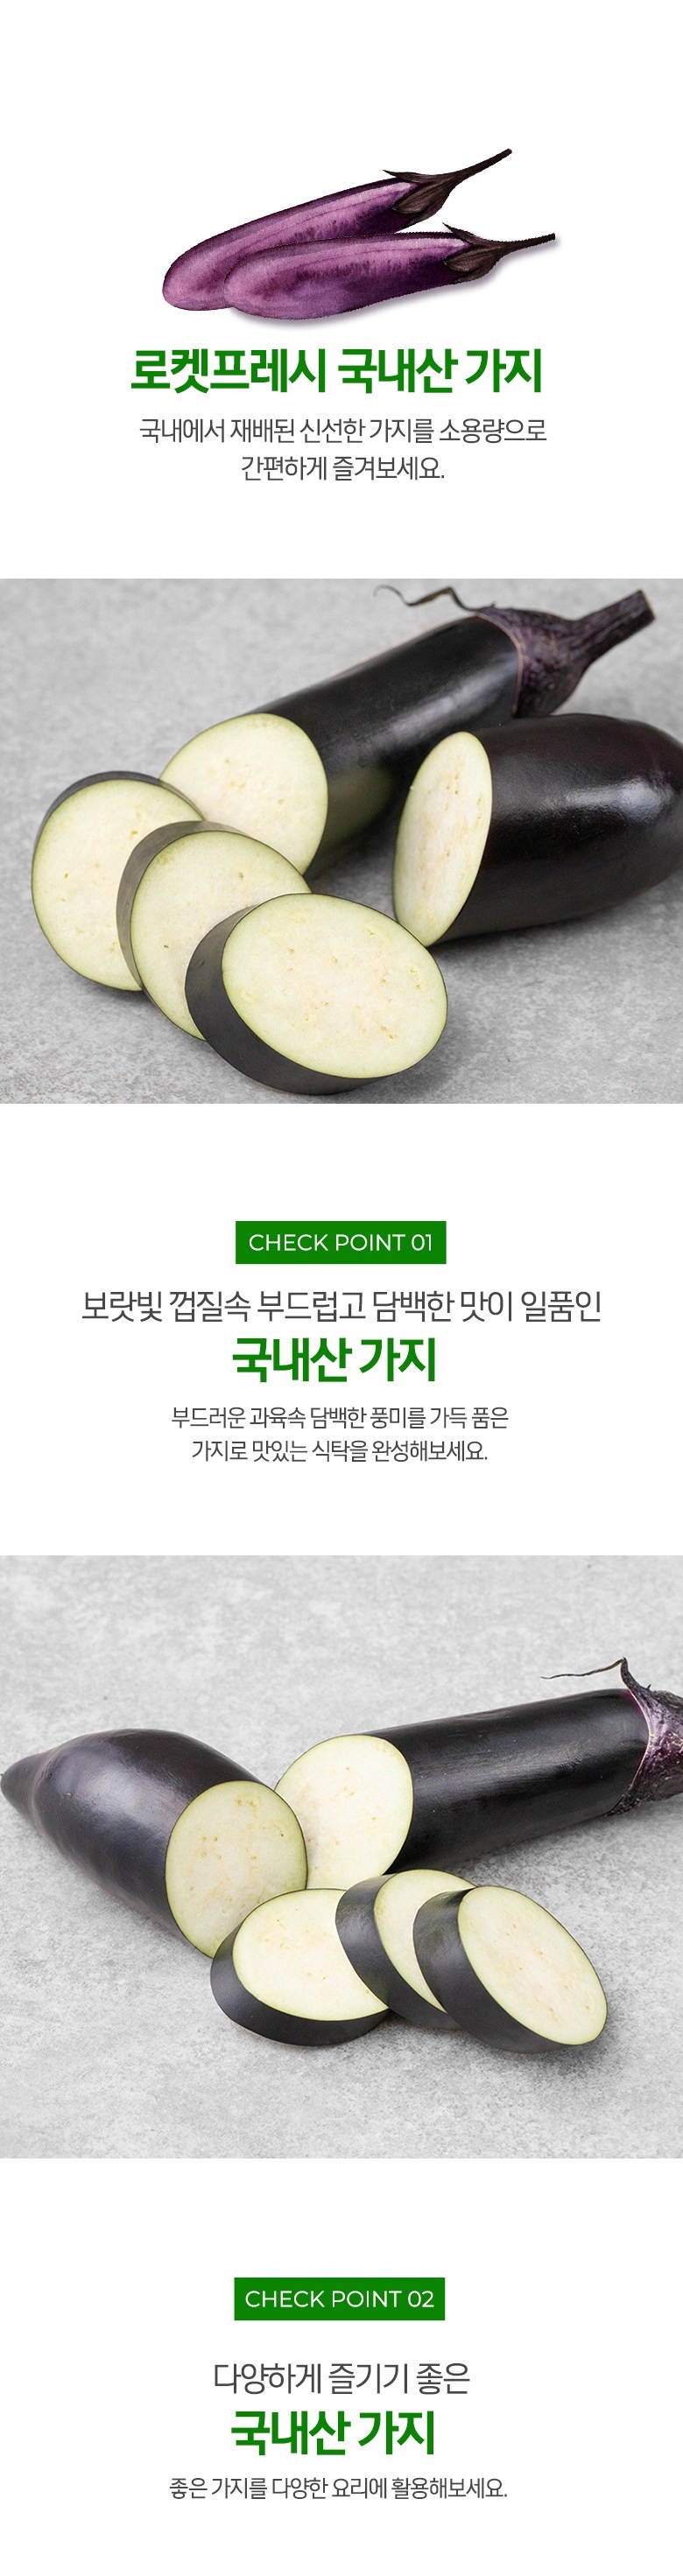 로켓프레시 국내산 가지
국내에서 재배된 신선한 가지를 소용량으로
간편하게 즐겨보세요.
CHECK POINT 01
보랏빛 껍질속 부드럽고 담백한 맛이 일품인
국내산 가지
부드러운 과육속 담백한 풍미를 가득 품은
가지로 맛있는 식탁을 완성해보세요.
CHECK POINT 02
다양하게 즐기기 좋은
국내산 가지
좋은 가지를 다양한 요리에 활용해보세요.